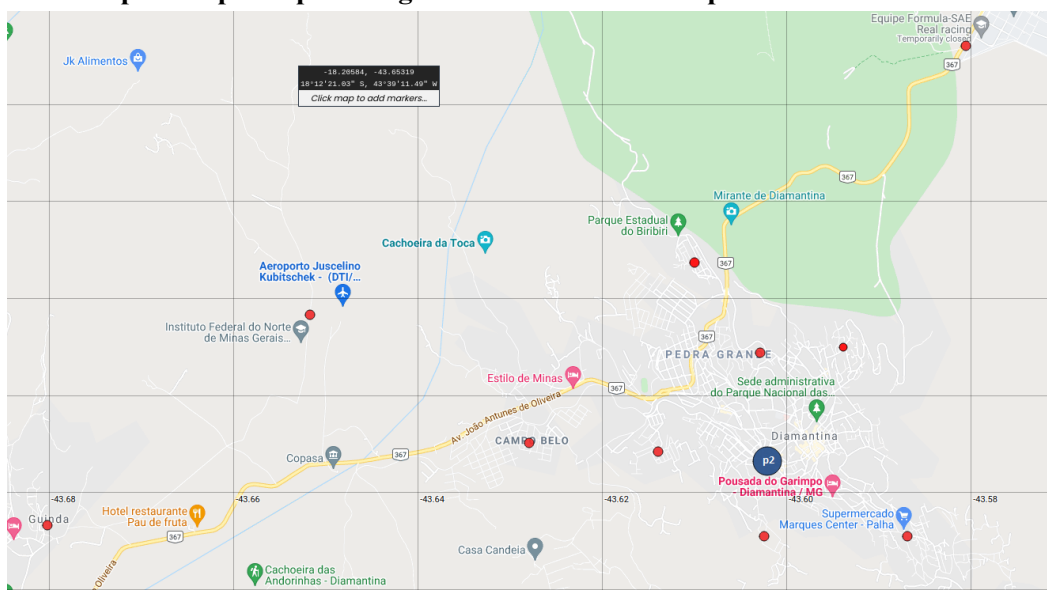 Equipe Formula-SAE
Real racing
Temporarily closed
367
Jk Alimentos
-18.20584, -43.65319
18°12'21.03" S, 43°39'11.49" W
Click map to add markers...
367
Mirante de Diamantina
Parque Estadual
do Biribiri
Cachoeira da Toca
367
Aeroporto Juscelino
Kubitschek - (DTI/...
Instituto Federal do Norte
de Minas Gerais...
367
PEDRA GRANDE
Estilo de Minas
367
Sede administrativa
do Parque Nacional das...
Av. João Antunes de Oliveira
Diamantina
CAMPO BELO
Copasa
367
p2
Pousada do Garimpo
- Diamantina / MG
-43.68
-43.66
-43.64
-43.62
-43.60
-43.58
Guinda
Hotel restaurante
Pau de fruta
Supermercado
Marques Center - Palha
367
Casa Candeia
Cachoeira das
Andorinhas - Diamantina
Oliveira